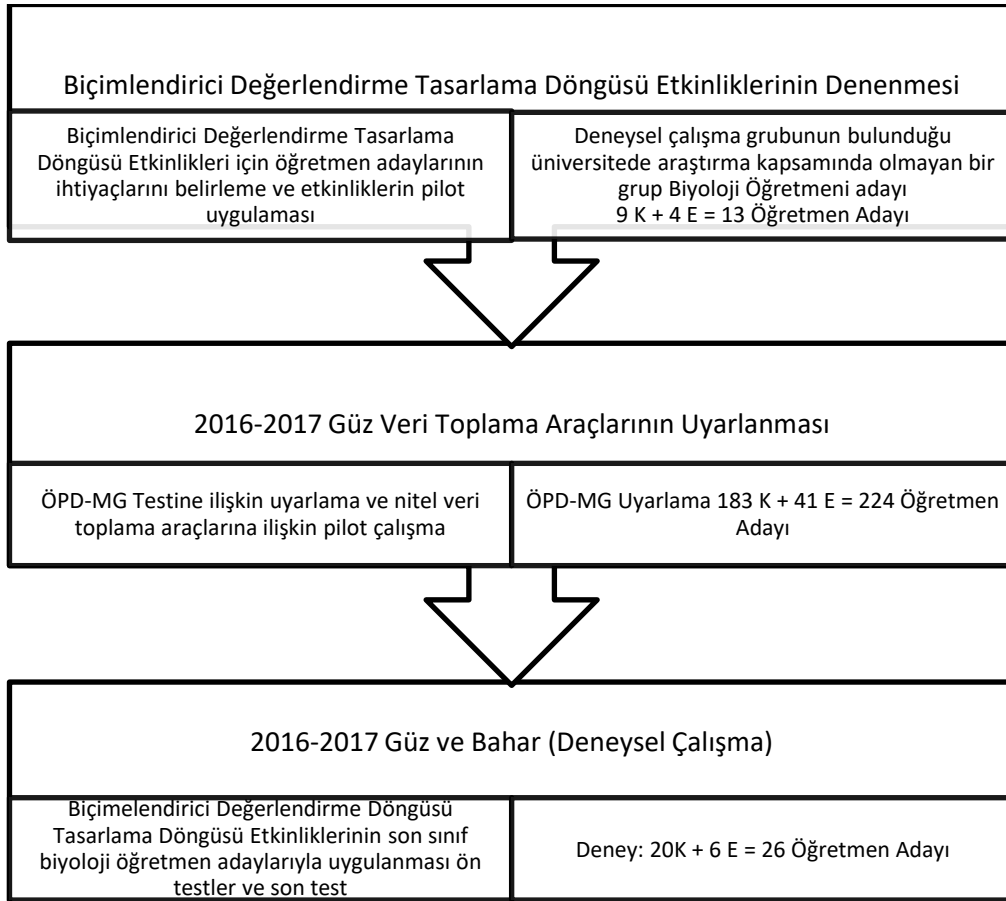 Biçimlendirici Değerlendirme Tasarlama Döngüsü Etkinliklerinin Denenmesi
Biçimlendirici Değerlendirme Tasarlama
Döngüsü Etkinlikleri için öğretmen adaylarının
ihtiyaçlarını belirleme ve etkinliklerin pilot
uygulaması
Deneysel çalışma grubunun bulunduğu
üniversitede araştırma kapsamında olmayan bir
grup Biyoloji Öğretmeni adayı
9 K + 4 E = 13 Öğretmen Adayı
2016-2017 Güz Veri Toplama Araçlarının Uyarlanması
ÖPD-MG Testine ilişkin uyarlama ve nitel veri
toplama araçlarına ilişkin pilot çalışma
ÖPD-MG Uyarlama 183 K + 41 E = 224 Öğretmen
Adayı
2016-2017 Güz ve Bahar (Deneysel Çalışma)
Biçimelendirici Değerlendirme Döngüsü
Tasarlama Döngüsü Etkinliklerinin son sınıf
biyoloji öğretmen adaylarıyla uygulanması ön
testler ve son test
Deney: 20K + 6 E = 26 Öğretmen Adayı